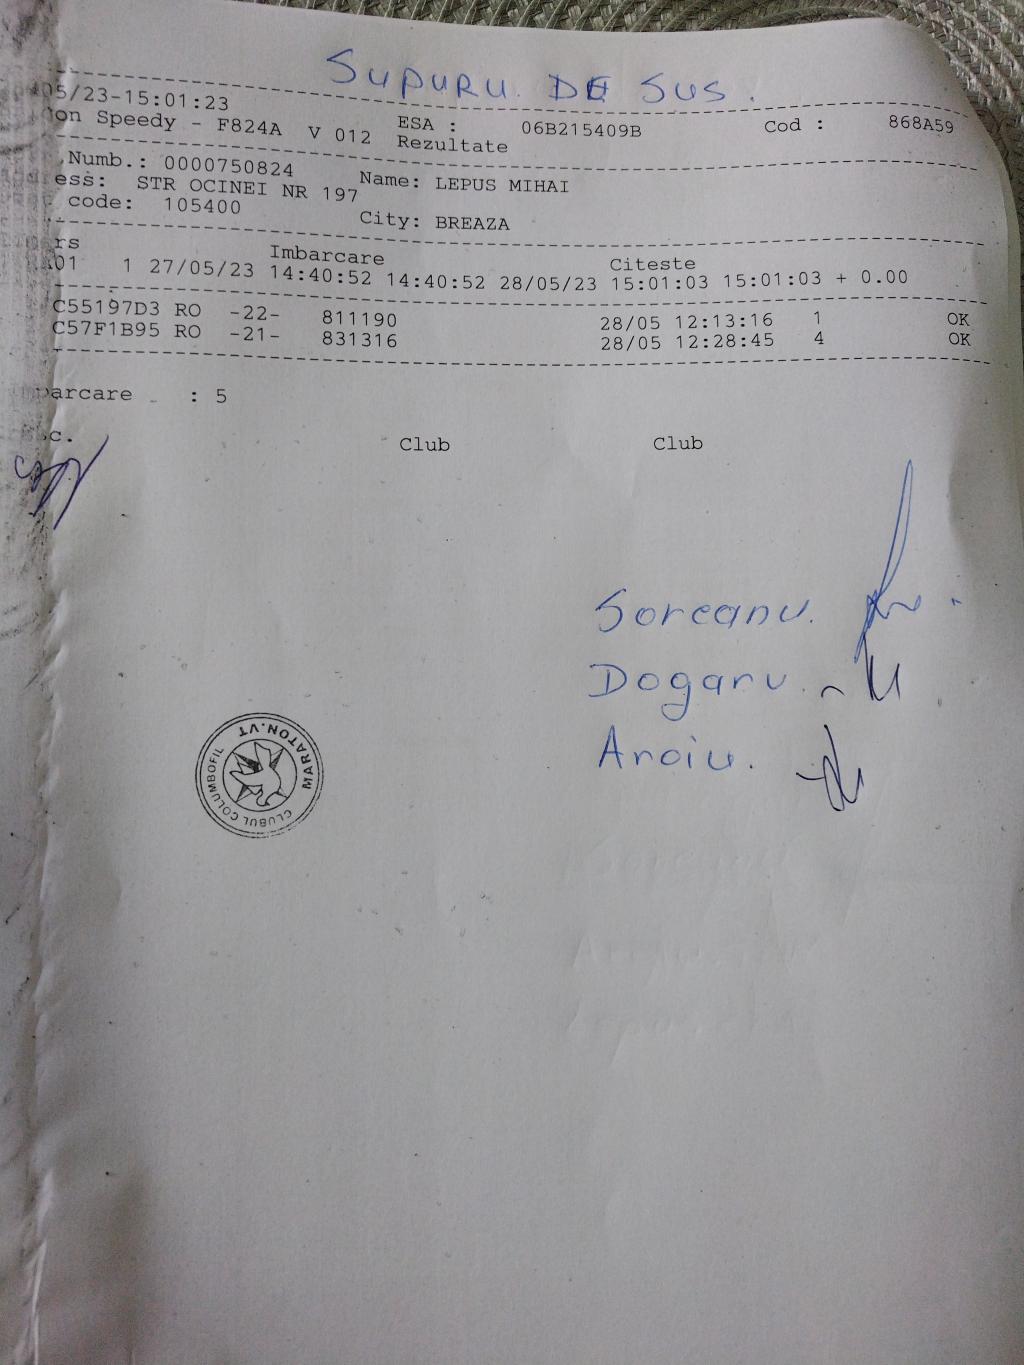 SUPURU DE SUS.
05/23-15:01:23
on Speedy - F824A V 012 ESA : 06B215409B Cod : 868A59
Rezultate
Numb.: 0000750824 Name: LEPUS MIHAI
ess: STR OCINEI NR 197
code: 105400 City: BREAZA
rs Imbarcare Citeste
01 1 27/05/23 14:40:52 14:40:52 28/05/23 15:01:03 15:01:03 + 0.00
C55197D3 RO -22- 811190 28/05 12:13:16 1 OK
C57F1B95 RO -21- 831316 28/05 12:28:45 4 OK
barcare : 5
c. Club Club
Soreanu.
Dogaru.
Aroiu.
CLUBUL COLUMBOFIL MARATON.VT